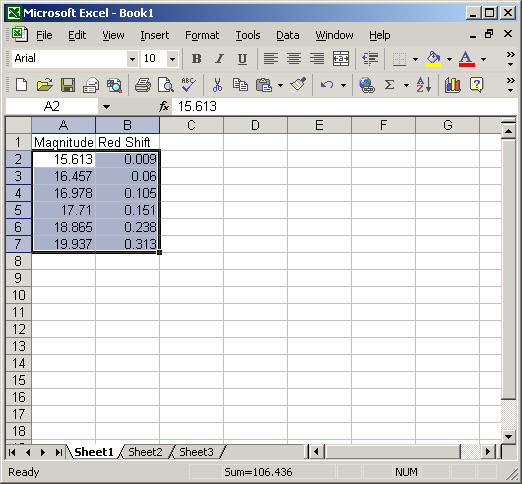 Microsoft Excel - Book1
File Edit View Insert Format Tools Data Window Help
Arial 10 B I U
ABC Σ A Z ?
A2 fx 15.613
A B C D E F G
1 Magnitude Red Shift
2 15.613 0.009
3 16.457 0.06
4 16.978 0.105
5 17.71 0.151
6 18.865 0.238
7 19.937 0.313
8
9
10
11
12
13
14
15
16
17
18
Sheet1 Sheet2 Sheet3
Ready Sum=106.436 NUM